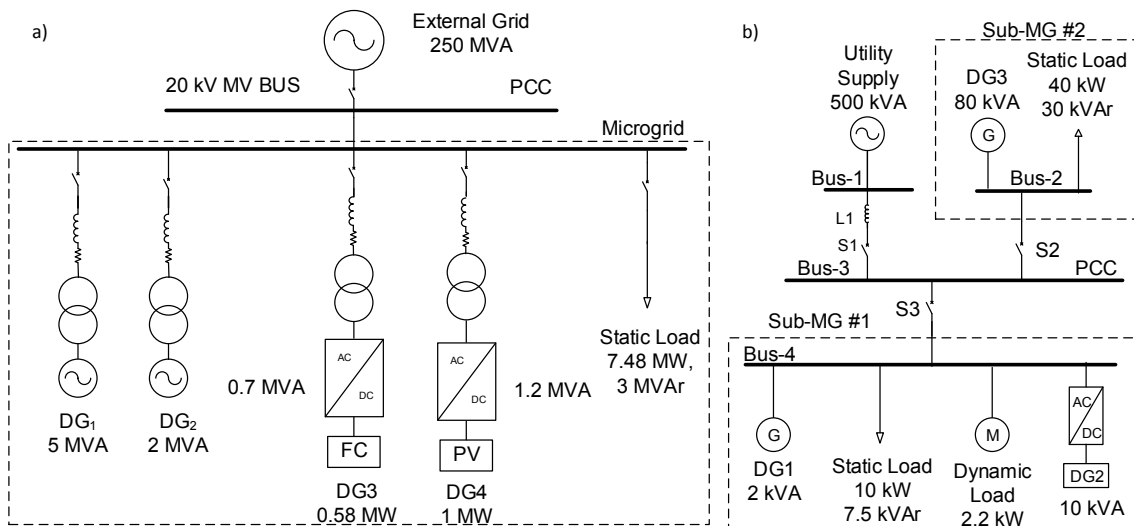 a)
External Grid
250 MVA
20 kV MV BUS
PCC
Microgrid
DG1
5 MVA
DG2
2 MVA
0.7 MVA
AC
DC
FC
DG3
0.58 MW
AC
DC
1.2 MVA
PV
DG4
1 MW
Static Load
7.48 MW,
3 MVAr
b)
Sub-MG #2
Utility
Supply
500 kVA
DG3
80 kVA
G
Static Load
40 kW
30 kVAr
Bus-1
Bus-2
L1
S1
S2
Bus-3
PCC
S3
Sub-MG #1
Bus-4
G
DG1
2 kVA
Static Load
10 kW
7.5 kVAr
M
Dynamic
Load
2.2 kW
AC
DC
DG2
10 kVA